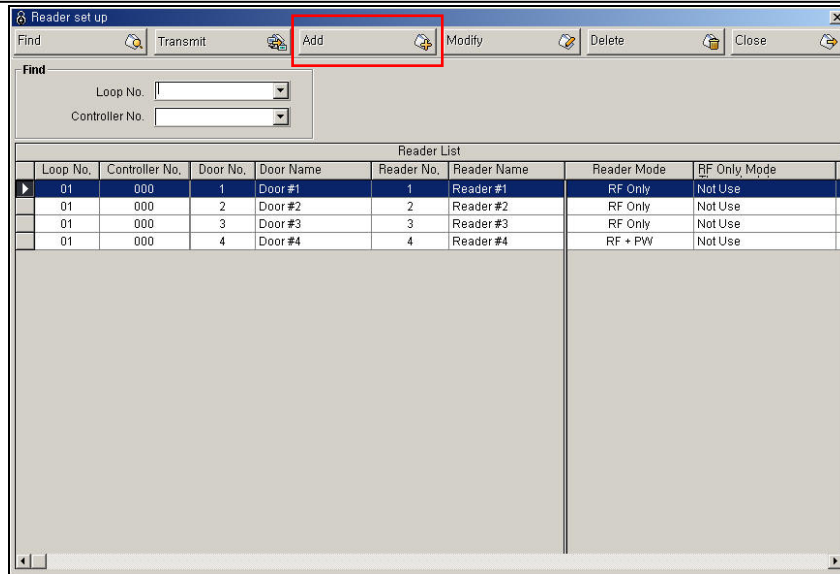 Reader set up
Find Transmit Add Modify Delete Close
Find
Loop No.
Controller No.
Reader List
Loop No. Controller No. Door No. Door Name Reader No. Reader Name Reader Mode RF Only Mode
01 000 1 Door #1 1 Reader #1 RF Only Not Use
01 000 2 Door #2 2 Reader #2 RF Only Not Use
01 000 3 Door #3 3 Reader #3 RF Only Not Use
01 000 4 Door #4 4 Reader #4 RF + PW Not Use